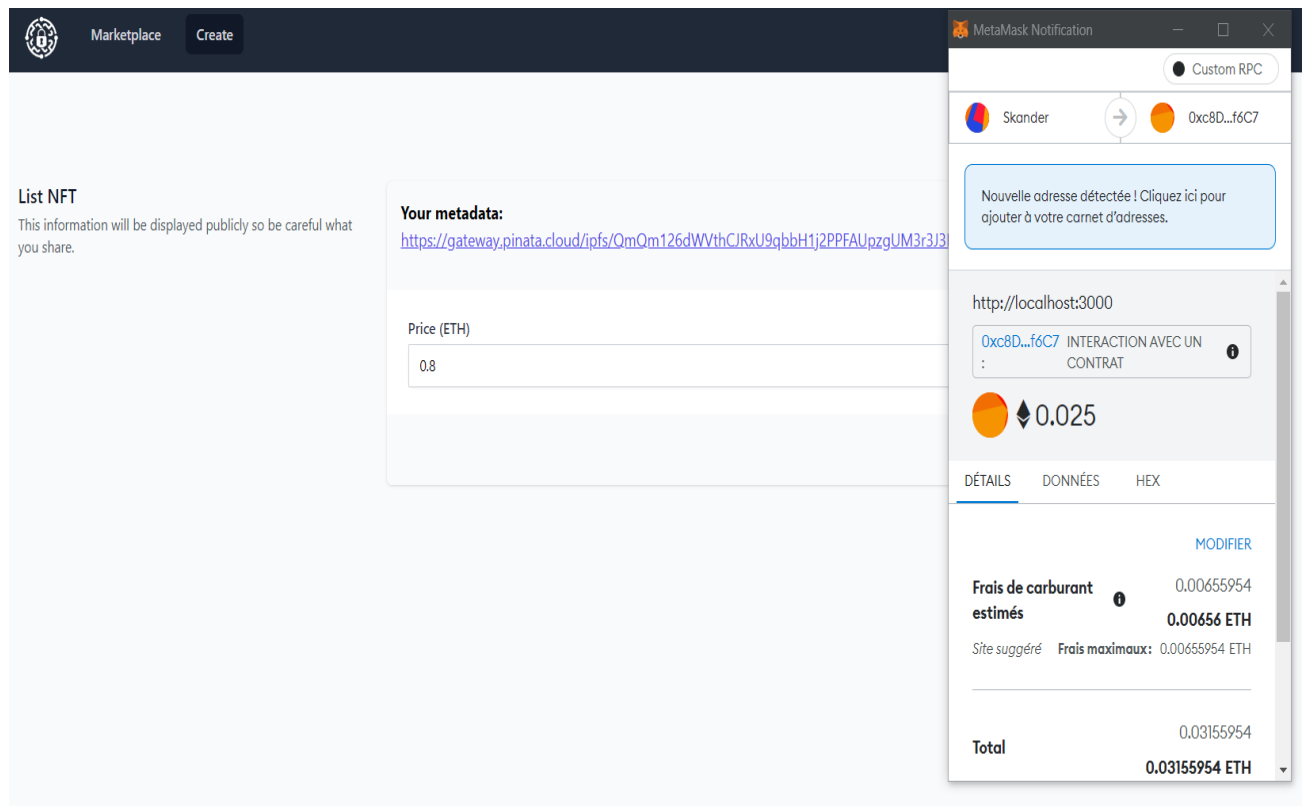 Marketplace
Create
List NFT
This information will be displayed publicly so be careful what
you share.
Your metadata:
https://gateway.pinata.cloud/ipfs/QmQm126dWVthCJRxU9qbbH1j2PPFAUpzgUM3r3J3
Price (ETH)
0.8
MetaMask Notification
Custom RPC
Skander
0xc8D...f6C7
Nouvelle adresse détectée ! Cliquez ici pour
ajouter à votre carnet d'adresses.
http://localhost:3000
0xc8D...f6C7 INTERACTION AVEC UN
: CONTRAT
0.025
DÉTAILS
DONNÉES
HEX
MODIFIER
Frais de carburant
estimés
0.00655954
0.00656 ETH
Site suggéré Frais maximaux: 0.00655954 ETH
Total
0.03155954
0.03155954 ETH